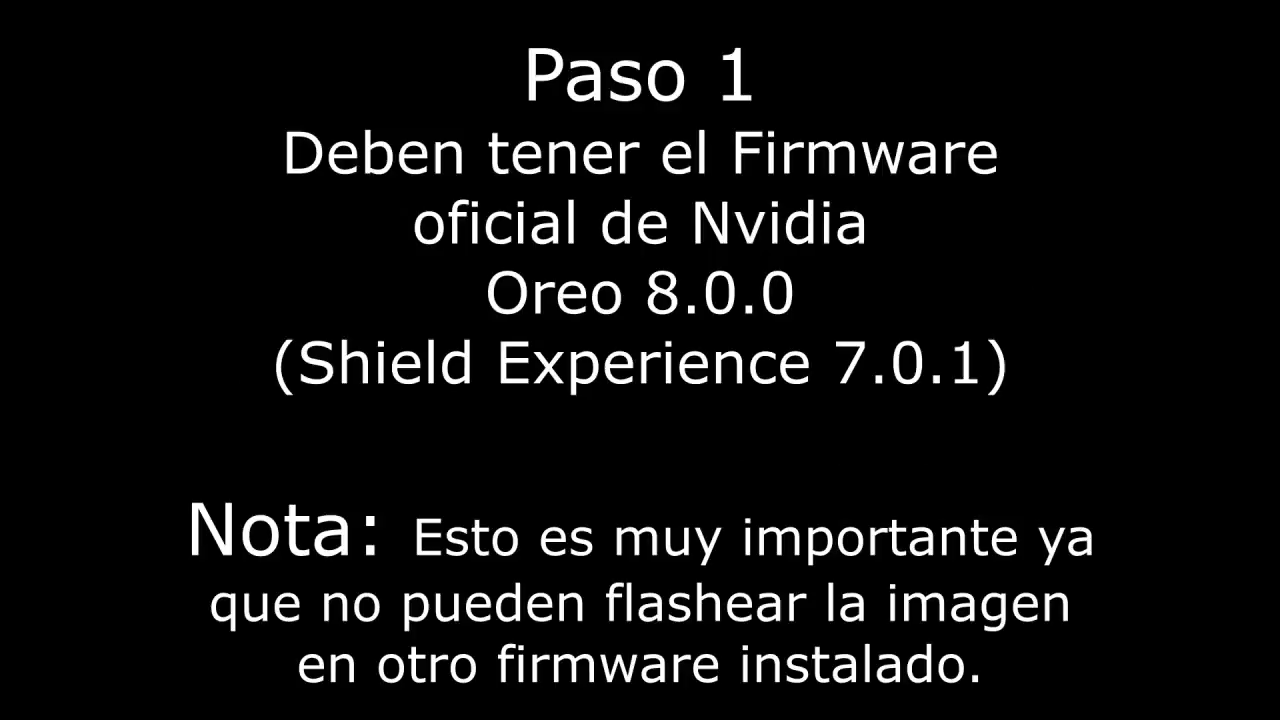 Paso 1
Deben tener el Firmware
oficial de Nvidia
Oreo 8.0.0
(Shield Experience 7.0.1)
Nota: Esto es muy importante ya
que no pueden flashear la imagen
en otro firmware instalado.